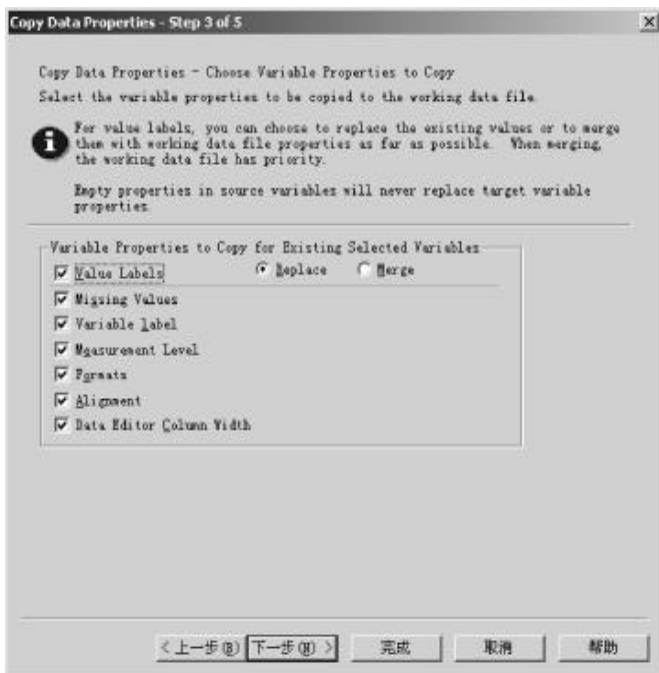 Copy Data Properties - Step 3 of 5
Copy Data Properties - Choose Variable Properties to Copy
Select the variable properties to be copied to the working data file.
For value labels, you can choose to replace the existing values or to merge
them with working data file properties as far as possible. When merging,
the working data file has priority.
Empty properties in source variables will never replace target variable
properties.
Variable Properties to Copy for Existing Selected Variables
Value Labels Replace Merge
Missing Values
Variable Label
Measurement Level
Formats
Alignment
Data Editor Column Width
<上一步(B) 下一步(N) > 完成 取消 帮助